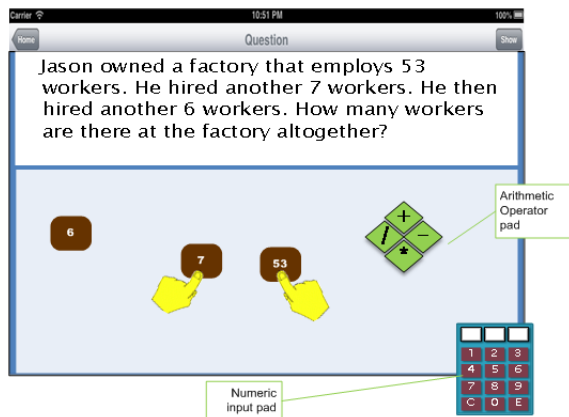 Carrier 10:51 PM 100%
Home Question Show
Jason owned a factory that employs 53
workers. He hired another 7 workers. He then
hired another 6 workers. How many workers
are there at the factory altogether?
Arithmetic
Operator
pad
+
/ −
*
6
7 53
1 2 3
4 5 6
7 8 9
C 0 E
Numeric
input pad